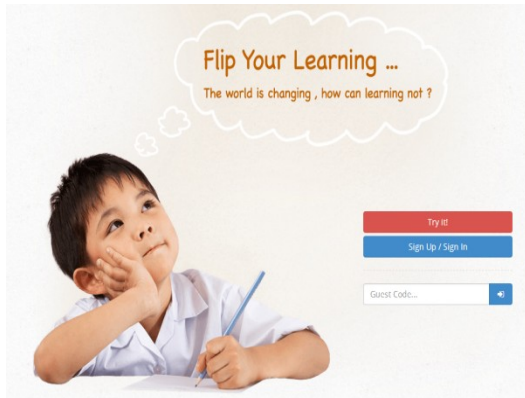 Flip Your Learning ...
The world is changing , how can learning not ?
Try It!
Sign Up / Sign In
Guest Code...